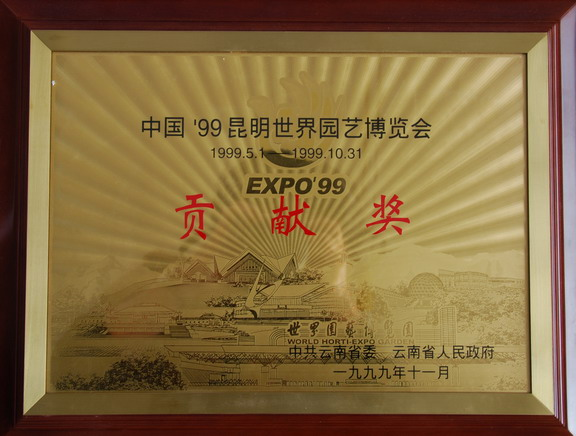 中国 '99 昆明世界园艺博览会
1999.5.1—1999.10.31
EXPO'99
贡献奖
世界园艺博览园
WORLD HORTI-EXPO GARDEN
中共云南省委 云南省人民政府
一九九九年十一月